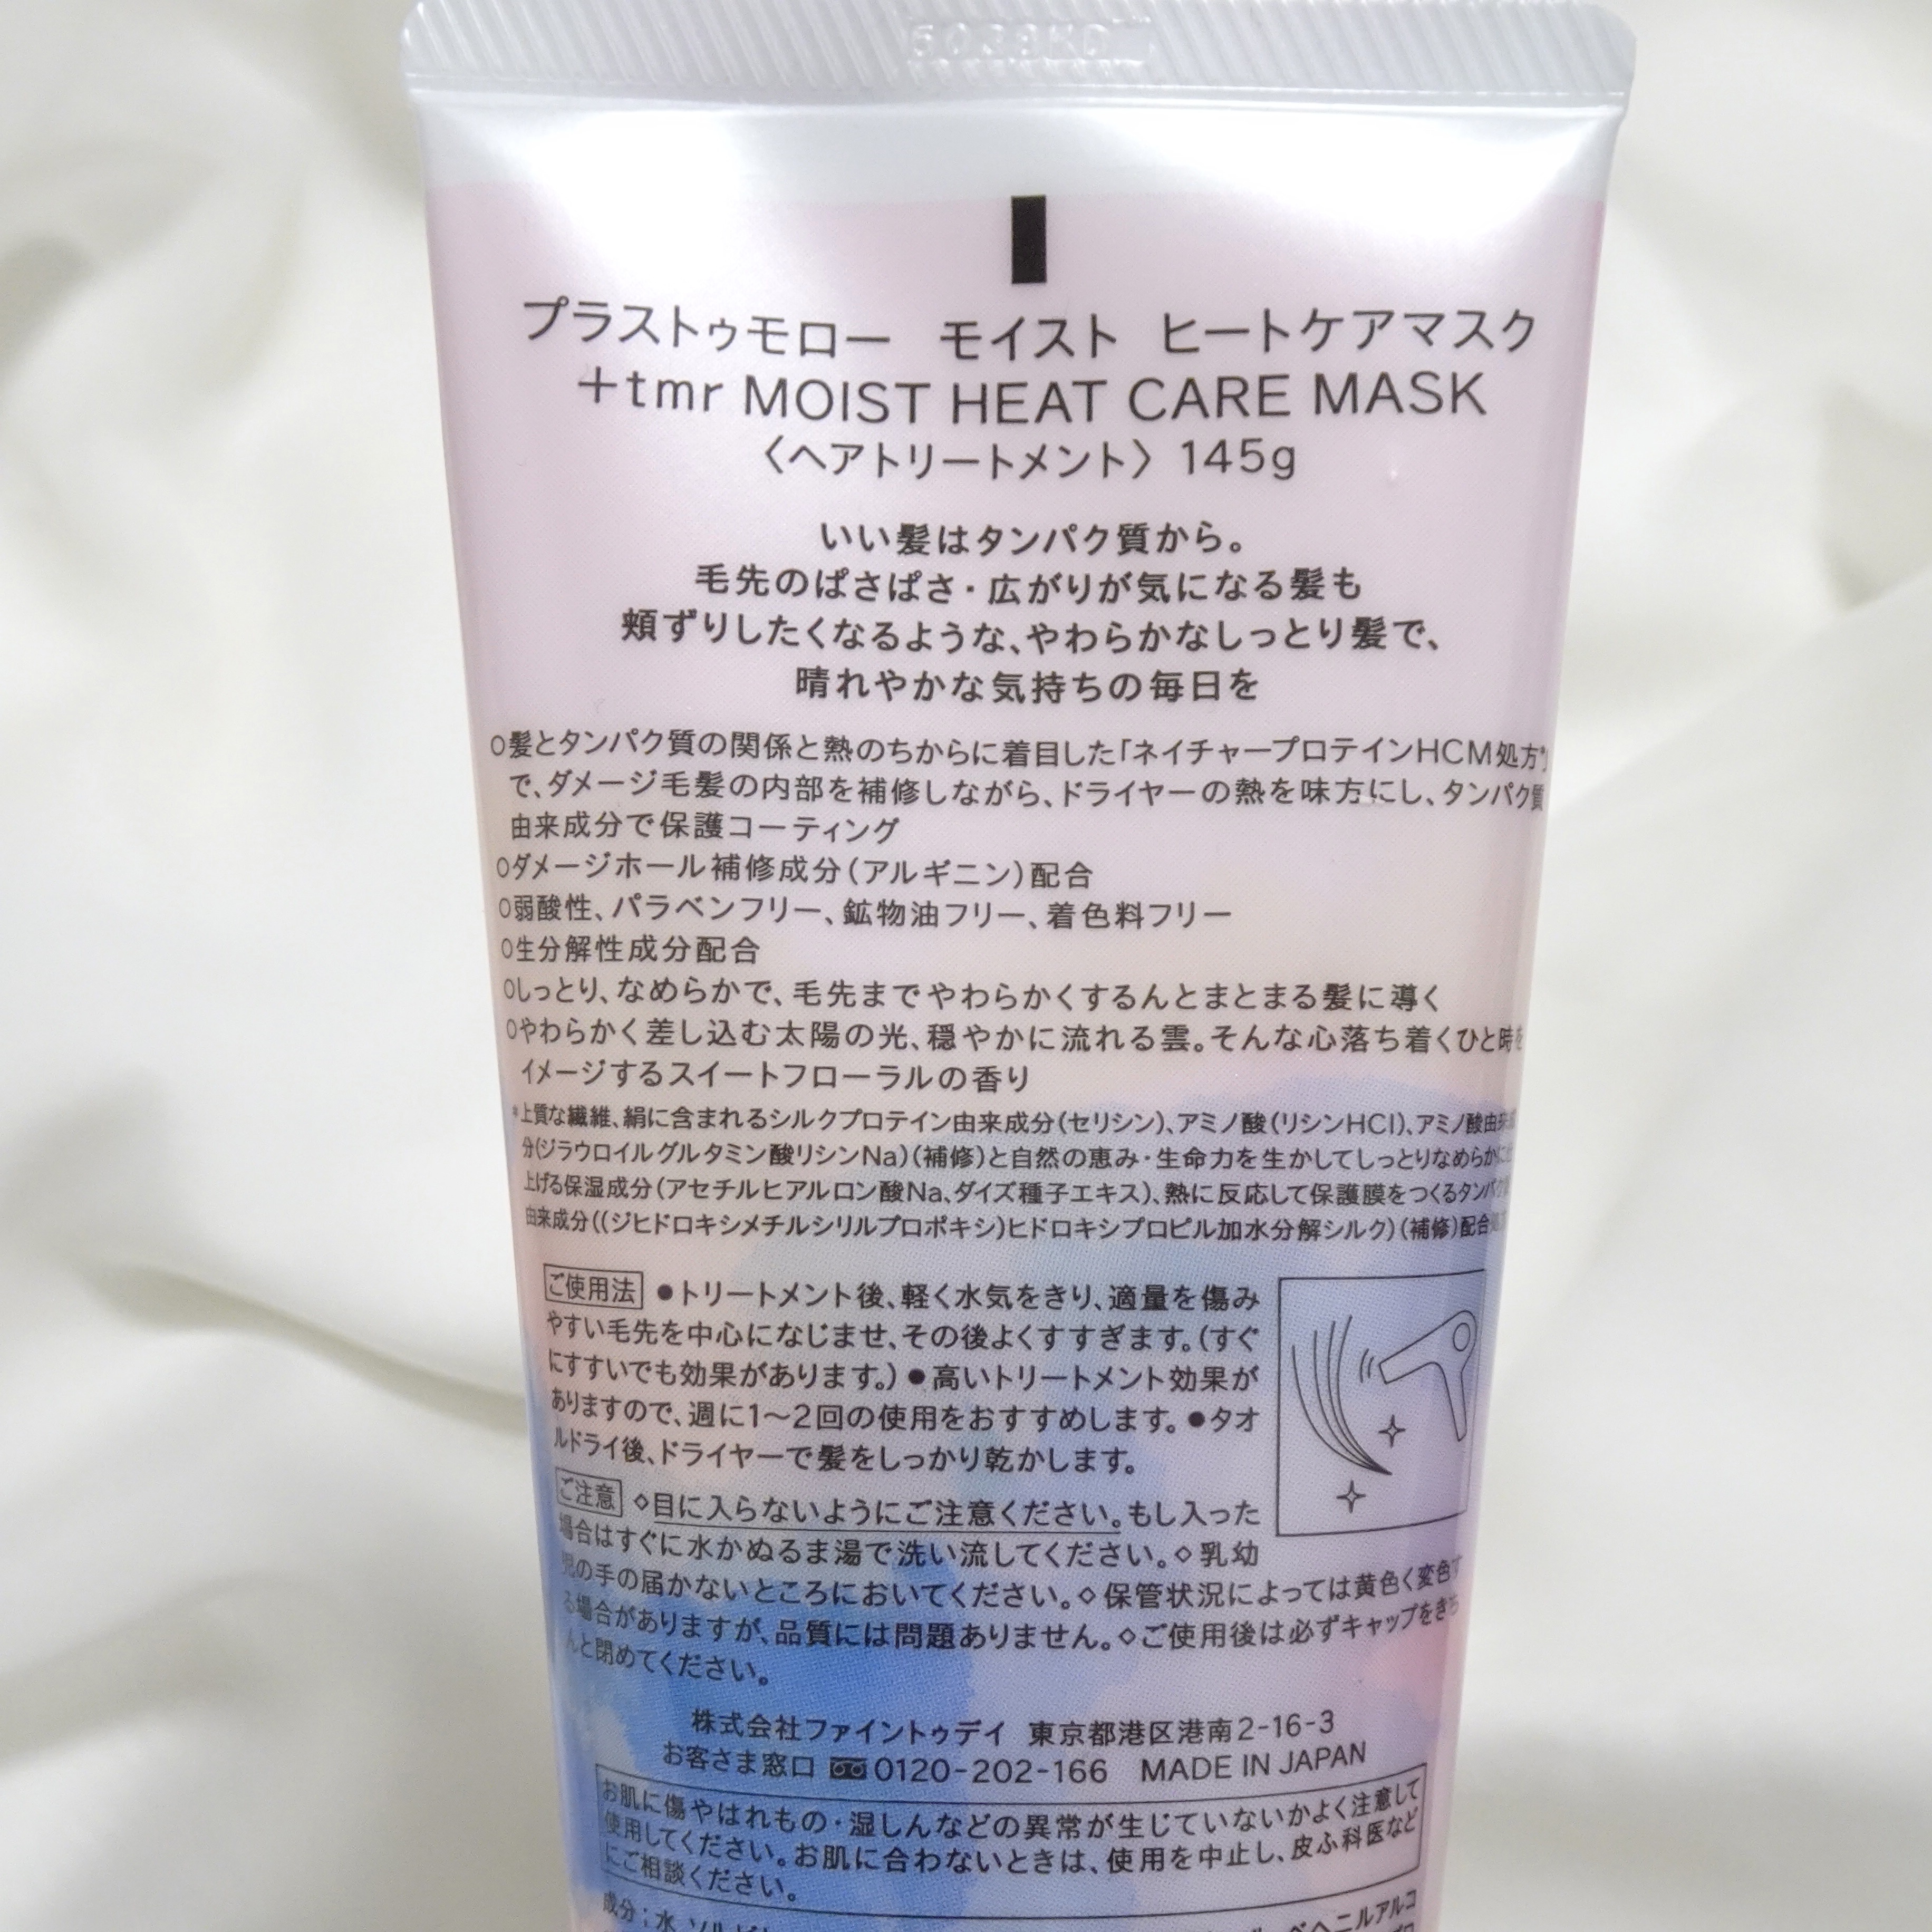 プラストゥモロー モイスト ヒートケアマスク
+tmr MOIST HEAT CARE MASK
〈ヘアトリートメント〉 145g
いい髪はタンパク質から。
毛先のぱさぱさ・広がりが気になる髪も
頬ずりしたくなるような、やわらかなしっとり髪で、
晴れやかな気持ちの毎日を
○髪とタンパク質の関係と熱のちからに着目した「ネイチャープロテインHCM処方*」
で、ダメージ毛髪の内部を補修しながら、ドライヤーの熱を味方にし、タンパク質
由来成分で保護コーティング
○ダメージホール補修成分(アルギニン)配合
○弱酸性、パラベンフリー、鉱物油フリー、着色料フリー
○生分解性成分配合
○しっとり、なめらかで、毛先までやわらかくするんとまとまる髪に導く
○やわらかく差し込む太陽の光、穏やかに流れる雲。そんな心落ち着くひと時を
イメージするスイートフローラルの香り
*上質な繊維、絹に含まれるシルクプロテイン由来成分(セリシン)、アミノ酸(リシンHCl)、アミノ酸由来
分(ジラウロイルグルタミン酸リシンNa)(補修)と自然の恵み・生命力を生かしてしっとりなめらかに
上げる保湿成分(アセチルヒアルロン酸Na、ダイズ種子エキス)、熱に反応して保護膜をつくるタンパク
由来成分((ジヒドロキシメチルシリルプロポキシ)ヒドロキシプロピル加水分解シルク)(補修)配合
ご使用法 ●トリートメント後、軽く水気をきり、適量を傷み
やすい毛先を中心になじませ、その後よくすすぎます。(すぐ
にすすいでも効果があります。)●高いトリートメント効果が
ありますので、週に1〜2回の使用をおすすめします。●タオ
ルドライ後、ドライヤーで髪をしっかり乾かします。
ご注意 ◇目に入らないようにご注意ください。もし入った
場合はすぐに水かぬるま湯で洗い流してください。◇乳幼
児の手の届かないところにおいてください。◇保管状況によっては黄色く変色す
る場合がありますが、品質には問題ありません。◇ご使用後は必ずキャップをきち
んと閉めてください。
株式会社ファイントゥデイ 東京都港区港南2-16-3
お客さま窓口 0120-202-166 MADE IN JAPAN
お肌に傷やはれもの・湿しんなどの異常が生じていないかよく注意して
使用してください。お肌に合わないときは、使用を中止し、皮ふ科医など
にご相談ください。
成分:水、
ベヘニルアルコ